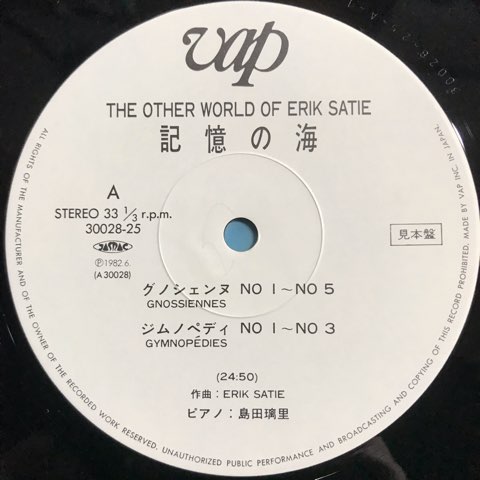 vap
THE OTHER WORLD OF ERIK SATIE
記憶の海
A
STEREO 33 1/3 r.p.m.
30028-25
JASRAC
Ⓟ1982.6.
(A 30028)
見本盤
グノシェンヌ NO 1~NO 5
GNOSSIENNES
ジムノペディ NO 1~NO 3
GYMNOPÉDIES
(24:50)
作曲:ERIK SATIE
ピアノ:島田璃里
ALL RIGHTS OF THE MANUFACTURER AND OF THE OWNER OF THE RECORDED WORK RESERVED. UNAUTHORIZED PUBLIC PERFORMANCE AND BROADCASTING AND COPYING OF THIS RECORD PROHIBITED. MADE BY VAP INC. IN JAPAN.